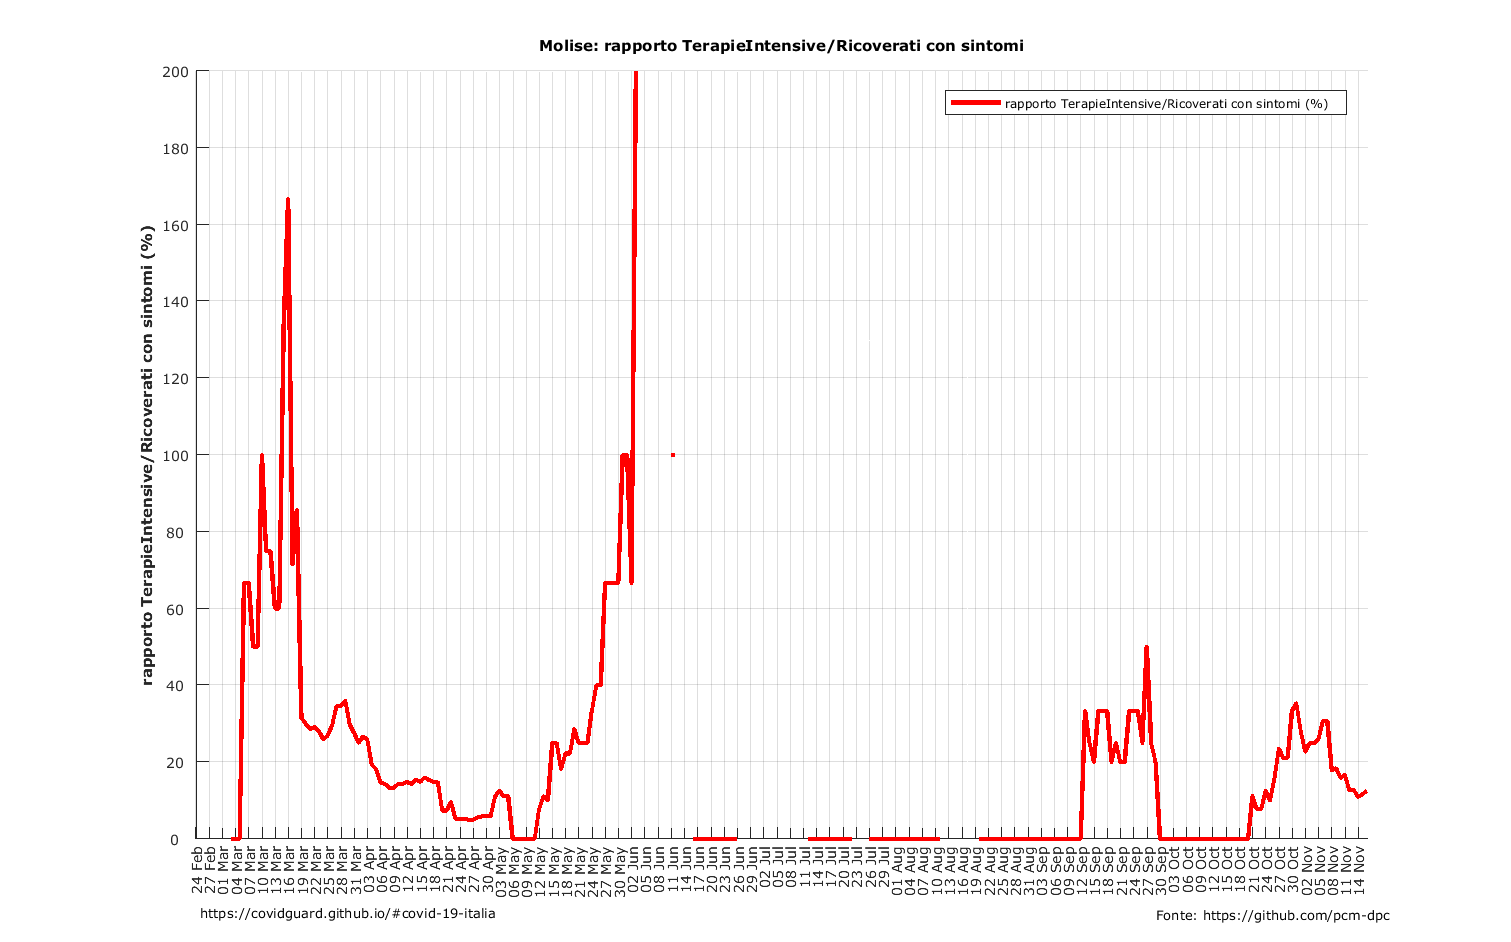 Molise: rapporto TerapieIntensive/Ricoverati con sintomi
rapporto TerapieIntensive/Ricoverati con sintomi (%)
rapporto TerapieIntensive/Ricoverati con sintomi (%)
200
180
160
140
120
100
80
60
40
20
0
24 Feb
27 Feb
01 Mar
04 Mar
07 Mar
10 Mar
13 Mar
16 Mar
19 Mar
22 Mar
25 Mar
28 Mar
31 Mar
03 Apr
06 Apr
09 Apr
12 Apr
15 Apr
18 Apr
21 Apr
24 Apr
27 Apr
30 Apr
03 May
06 May
09 May
12 May
15 May
18 May
21 May
24 May
27 May
30 May
02 Jun
05 Jun
08 Jun
11 Jun
14 Jun
17 Jun
20 Jun
23 Jun
26 Jun
29 Jun
02 Jul
05 Jul
08 Jul
11 Jul
14 Jul
17 Jul
20 Jul
23 Jul
26 Jul
29 Jul
01 Aug
04 Aug
07 Aug
10 Aug
13 Aug
16 Aug
19 Aug
22 Aug
25 Aug
28 Aug
31 Aug
03 Sep
06 Sep
09 Sep
12 Sep
15 Sep
18 Sep
21 Sep
24 Sep
27 Sep
30 Sep
03 Oct
06 Oct
09 Oct
12 Oct
15 Oct
18 Oct
21 Oct
24 Oct
27 Oct
30 Oct
02 Nov
05 Nov
08 Nov
11 Nov
14 Nov
https://covidguard.github.io/#covid-19-italia
Fonte: https://github.com/pcm-dpc